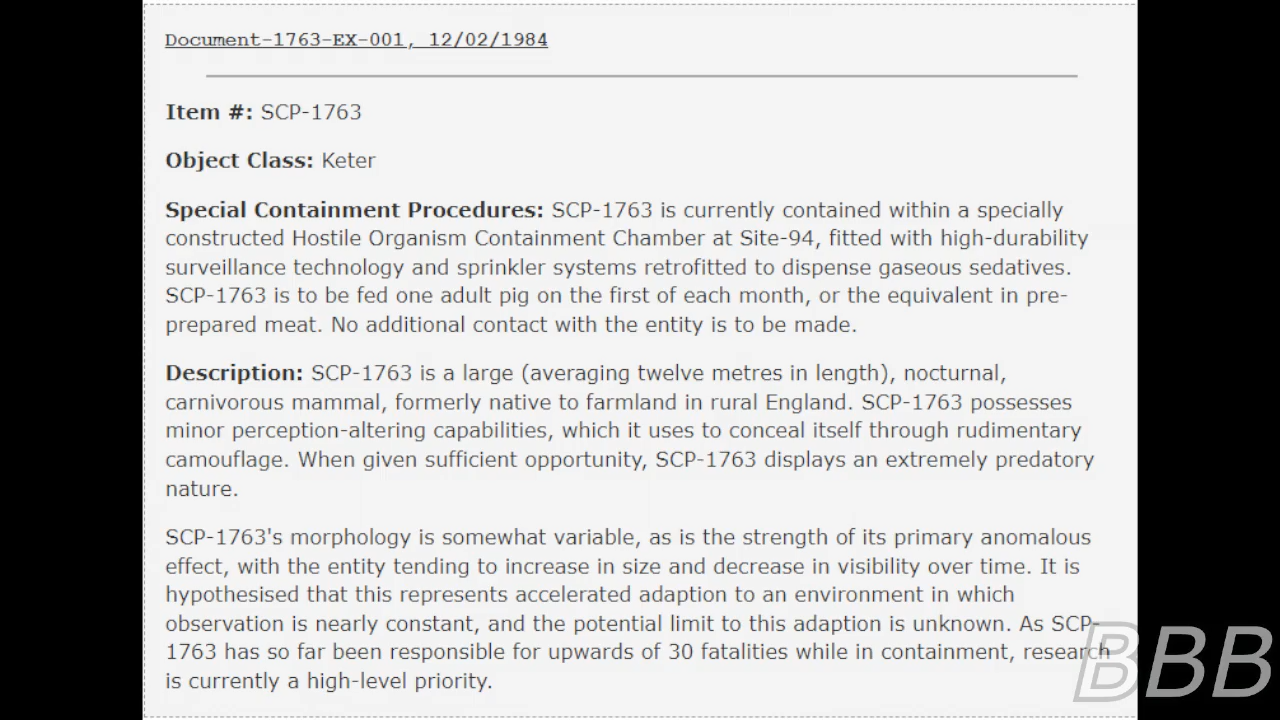 Document-1763-EX-001, 12/02/1984
Item #: SCP-1763
Object Class: Keter
Special Containment Procedures: SCP-1763 is currently contained within a specially
constructed Hostile Organism Containment Chamber at Site-94, fitted with high-durability
surveillance technology and sprinkler systems retrofitted to dispense gaseous sedatives.
SCP-1763 is to be fed one adult pig on the first of each month, or the equivalent in pre-
prepared meat. No additional contact with the entity is to be made.
Description: SCP-1763 is a large (averaging twelve metres in length), nocturnal,
carnivorous mammal, formerly native to farmland in rural England. SCP-1763 possesses
minor perception-altering capabilities, which it uses to conceal itself through rudimentary
camouflage. When given sufficient opportunity, SCP-1763 displays an extremely predatory
nature.
SCP-1763's morphology is somewhat variable, as is the strength of its primary anomalous
effect, with the entity tending to increase in size and decrease in visibility over time. It is
hypothesised that this represents accelerated adaption to an environment in which
observation is nearly constant, and the potential limit to this adaption is unknown. As SCP-
1763 has so far been responsible for upwards of 30 fatalities while in containment, research
is currently a high-level priority.
BBB